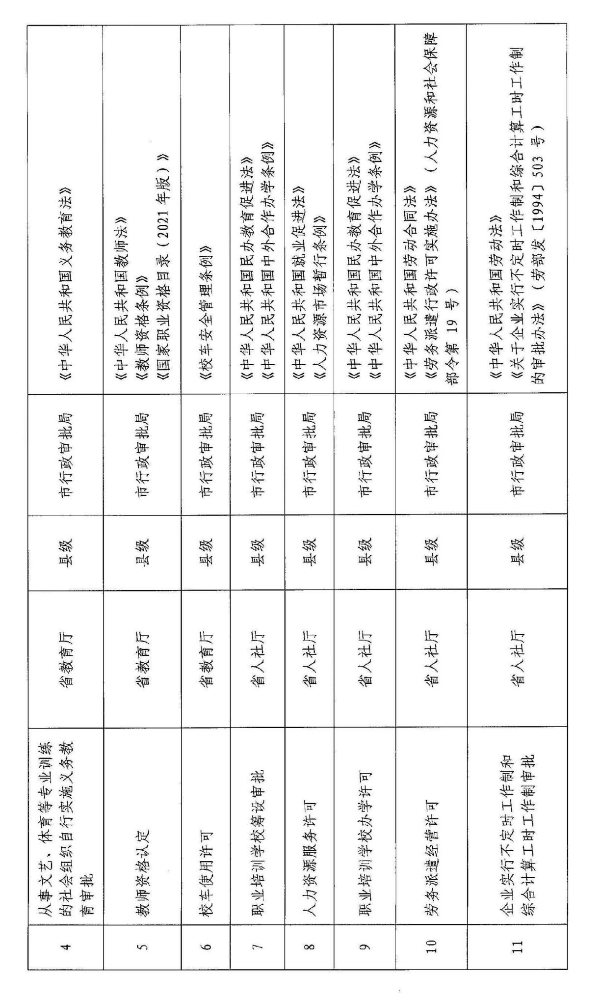 4
从事文艺、体育等专业训练
的社会组织自行实施义务教
育审批
省教育厅
县级
市行政审批局
《中华人民共和国义务教育法》
5
教师资格认定
省教育厅
县级
市行政审批局
《中华人民共和国教师法》
《教师资格条例》
《国家职业资格目录（2021 年版）》
6
校车使用许可
省教育厅
县级
市行政审批局
《校车安全管理条例》
7
职业培训学校筹设审批
省人社厅
县级
市行政审批局
《中华人民共和国民办教育促进法》
《中华人民共和国中外合作办学条例》
8
人力资源服务许可
省人社厅
县级
市行政审批局
《中华人民共和国就业促进法》
《人力资源市场暂行条例》
9
职业培训学校办学许可
省人社厅
县级
市行政审批局
《中华人民共和国民办教育促进法》
《中华人民共和国中外合作办学条例》
10
劳务派遣经营许可
省人社厅
县级
市行政审批局
《中华人民共和国劳动合同法》
《劳务派遣行政许可实施办法》（人力资源和社会保障
部令第 19 号）
11
企业实行不定时工作制和
综合计算工时工作制审批
省人社厅
县级
市行政审批局
《中华人民共和国劳动法》
《关于企业实行不定时工作制和综合计算工时工作制
的审批办法》（劳部发〔1994〕503 号）